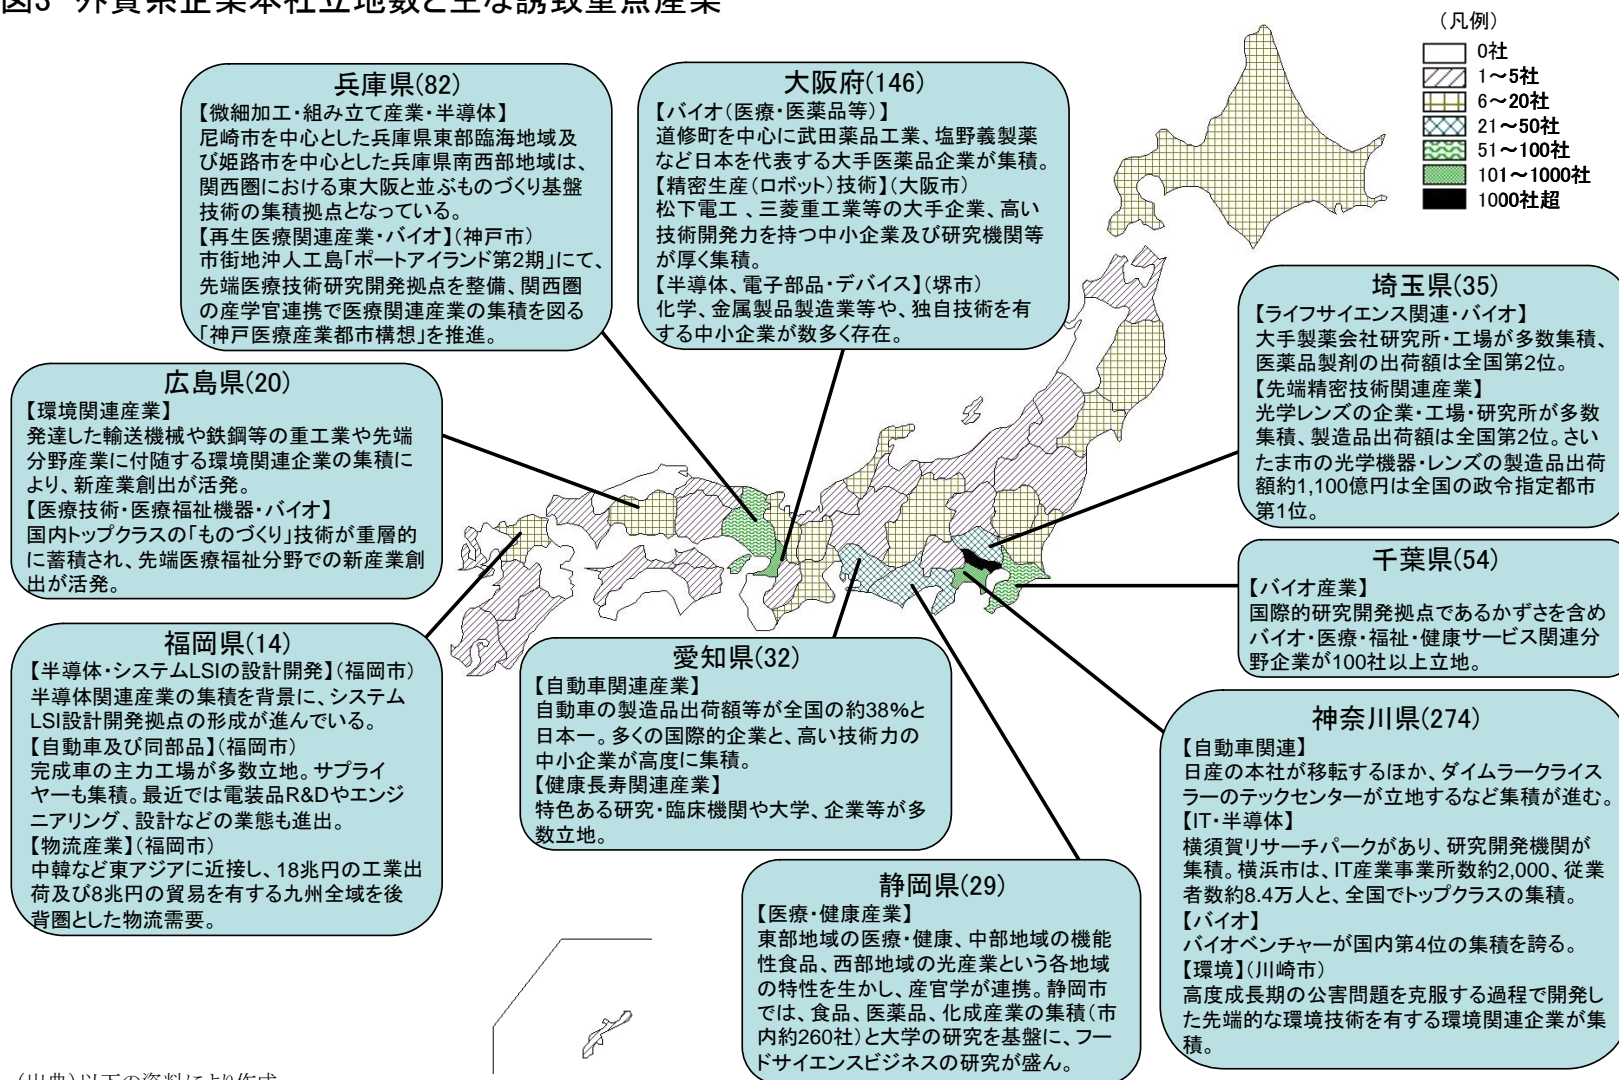 図3 外資系企業本社立地数と主な誘致重点産業
(凡例)
0社
1～5社
6～20社
21～50社
51～100社
101～1000社
1000社超
兵庫県(82)
【微細加工・組み立て産業・半導体】
尼崎市を中心とした兵庫県東部臨海地域及
び姫路市を中心とした兵庫県南西部地域は、
関西圏における東大阪と並ぶものづくり基盤
技術の集積拠点となっている。
【再生医療関連産業・バイオ】(神戸市)
市街地沖人工島「ポートアイランド第2期」にて、
先端医療技術研究開発拠点を整備、関西圏
の産学官連携で医療関連産業の集積を図る
「神戸医療産業都市構想」を推進。
大阪府(146)
【バイオ(医療・医薬品等)】
道修町を中心に武田薬品工業、塩野義製薬
など日本を代表する大手医薬品企業が集積。
【精密生産(ロボット)技術】(大阪市)
松下電工 、三菱重工業等の大手企業、高い
技術開発力を持つ中小企業及び研究機関等
が厚く集積。
【半導体、電子部品・デバイス】(堺市)
化学、金属製品製造業等や、独自技術を有
する中小企業が数多く存在。
埼玉県(35)
【ライフサイエンス関連・バイオ】
大手製薬会社研究所・工場が多数集積、
医薬品製剤の出荷額は全国第2位。
【先端精密技術関連産業】
光学レンズの企業・工場・研究所が多数
集積、製造品出荷額は全国第2位。さい
たま市の光学機器・レンズの製造品出荷
額約1,100億円は全国の政令指定都市
第1位。
広島県(20)
【環境関連産業】
発達した輸送機械や鉄鋼等の重工業や先端
分野産業に付随する環境関連企業の集積に
より、新産業創出が活発。
【医療技術・医療福祉機器・バイオ】
国内トップクラスの「ものづくり」技術が重層的
に蓄積され、先端医療福祉分野での新産業創
出が活発。
千葉県(54)
【バイオ産業】
国際的研究開発拠点であるかずさを含め
バイオ・医療・福祉・健康サービス関連分
野企業が100社以上立地。
福岡県(14)
【半導体・システムLSIの設計開発】(福岡市)
半導体関連産業の集積を背景に、システム
LSI設計開発拠点の形成が進んでいる。
【自動車及び同部品】(福岡市)
完成車の主力工場が多数立地。サプライ
ヤーも集積。最近では電装品R&Dやエンジ
ニアリング、設計などの業態も進出。
【物流産業】(福岡市)
中韓など東アジアに近接し、18兆円の工業出
荷及び8兆円の貿易を有する九州全域を後
背圏とした物流需要。
愛知県(32)
【自動車関連産業】
自動車の製造品出荷額等が全国の約38%と
日本一。多くの国際的企業と、高い技術力の
中小企業が高度に集積。
【健康長寿関連産業】
特色ある研究・臨床機関や大学、企業等が多
数立地。
神奈川県(274)
【自動車関連】
日産の本社が移転するほか、ダイムラークライス
ラーのテックセンターが立地するなど集積が進む。
【IT・半導体】
横須賀リサーチパークがあり、研究開発機関が
集積。横浜市は、IT産業事業所数約2,000、従業
者数約8.4万人と、全国でトップクラスの集積。
【バイオ】
バイオベンチャーが国内第4位の集積を誇る。
【環境】(川崎市)
高度成長期の公害問題を克服する過程で開発し
た先端的な環境技術を有する環境関連企業が集
積。
静岡県(29)
【医療・健康産業】
東部地域の医療・健康、中部地域の機能
性食品、西部地域の光産業という各地域
の特性を生かし、産官学が連携。静岡市
では、食品、医薬品、化成産業の集積(市
内約260社)と大学の研究を基盤に、フー
ドサイエンスビジネスの研究が盛ん。
(出典)以下の資料により作成